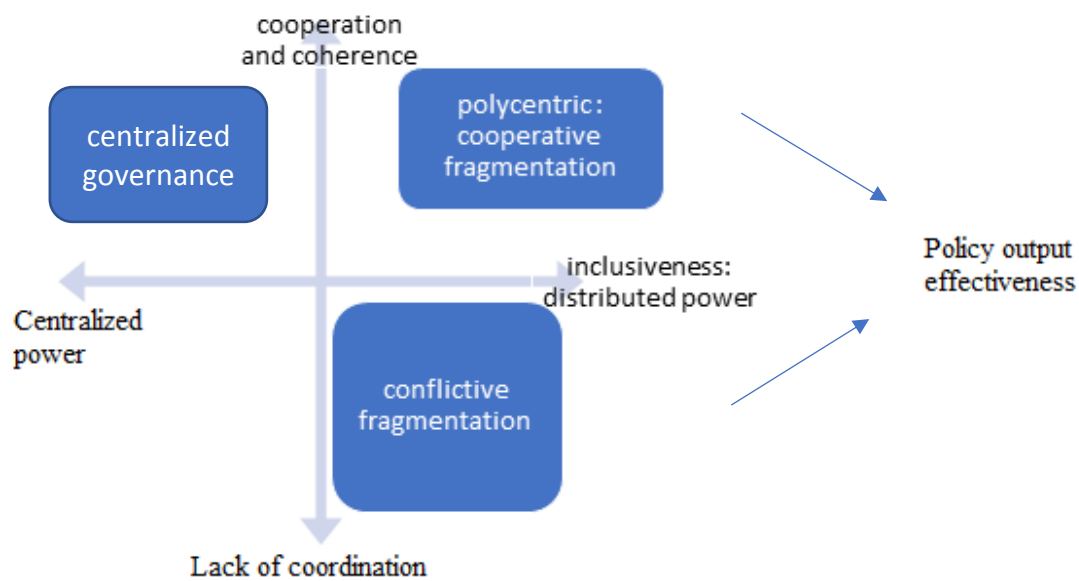 cooperation
and coherence
centralized
governance
polycentric:
cooperative
fragmentation
Policy output
effectiveness
inclusiveness:
distributed power
Centralized
power
conflictive
fragmentation
Lack of coordination